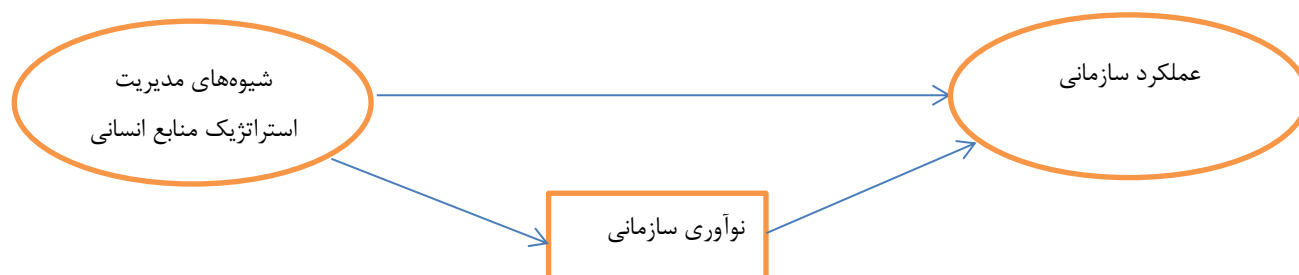 شیوه‌های مدیریت
استراتژیک منابع انسانی
عملکرد سازمانی
نوآوری سازمانی